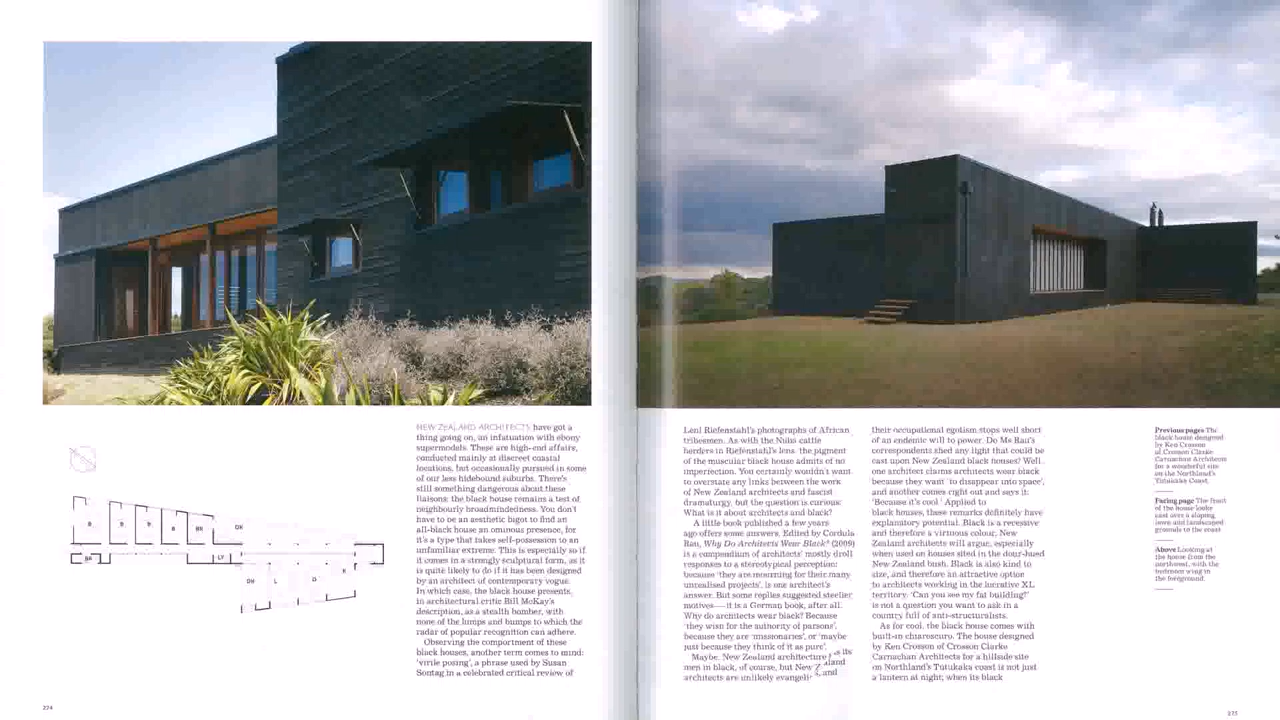 B
B
B
B
BR
DK
BA
LY
K
DN
L
D
274
NEW ZEALAND ARCHITECTS have got a
thing going on, an infatuation with ebony
supermodels. These are high-end affairs,
conducted mainly at discreet coastal
locations, but occasionally pursued in some
of our less hidebound suburbs. There's
still something dangerous about these
liaisons: the black house remains a test of
neighbourly broadmindedness. You don't
have to be an aesthetic bigot to find an
all-black house an ominous presence, for
it's a type that takes self-possession to an
unfamiliar extreme. This is especially so if
it comes in a strongly sculptural form, as it
is quite likely to do if it has been designed
by an architect of contemporary vogue.
In which case, the black house presents,
in architectural critic Bill McKay's
description, as a stealth bomber, with
none of the lumps and bumps to which the
radar of popular recognition can adhere.
Observing the comportment of these
black houses, another term comes to mind:
'virile posing', a phrase used by Susan
Sontag in a celebrated critical review of
Leni Riefenstahl's photographs of African
tribesmen. As with the Nuba cattle
herders in Riefenstahl's lens, the pigment
of the muscular black house admits of no
imperfection. You certainly wouldn't want
to overstate any links between the work
of New Zealand architects and fascist
dramaturgy, but the question is curious:
What is it about architects and black?
A little book published a few years
ago offers some answers. Edited by Cordula
Rau, Why Do Architects Wear Black? (2009)
is a compendium of architects' mostly droll
responses to a stereotypical perception:
because 'they are mourning for their many
unrealised projects', is one architect's
answer. But some replies suggested steelier
motives — it is a German book, after all.
Why do architects wear black? Because
'they wish for the authority of parsons',
because they are 'missionaries', or 'maybe
just because they think of it as pure'.
Maybe. New Zealand architecture has its
men in black, of course, but New Zealand
architects are unlikely evangelists, and
their occupational egotism stops well short
of an endemic will to power. Do Ms Rau's
correspondents shed any light that could be
cast upon New Zealand black houses? Well,
one architect claims architects wear black
because they want 'to disappear into space',
and another comes right out and says it:
'Because it's cool.' Applied to
black houses, these remarks definitely have
explanatory potential. Black is a recessive
and therefore a virtuous colour, New
Zealand architects will argue, especially
when used on houses sited in the dour-hued
New Zealand bush. Black is also kind to
size, and therefore an attractive option
to architects working in the lucrative XL
territory. 'Can you see my fat building?'
is not a question you want to ask in a
country full of anti-structuralists.
As for cool, the black house comes with
built-in chiaroscuro. The house designed
by Ken Crosson of Crosson Clarke
Carnachan Architects for a hillside site
on Northland's Tutukaka coast is not just
a lantern at night; when its black
Previous pages The
black house designed
by Ken Crosson
of Crosson Clarke
Carnachan Architects
for a wonderful site
on the Northland's
Tutukaka Coast.
Facing page The front
of the house looks
east over a sloping
lawn and landscaped
grounds to the coast.
Above Looking at
the house from the
northwest, with the
bedroom wing in
the foreground.
275